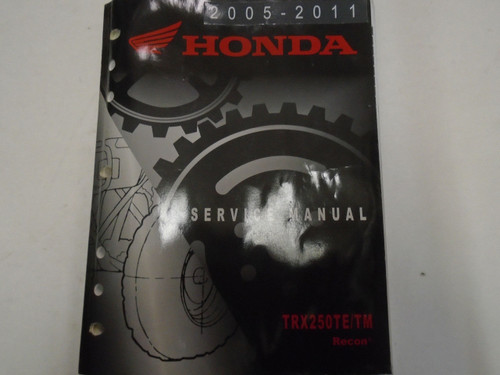 2005-2011
HONDA
SERVICE MANUAL
TRX250TE/TM
Recon